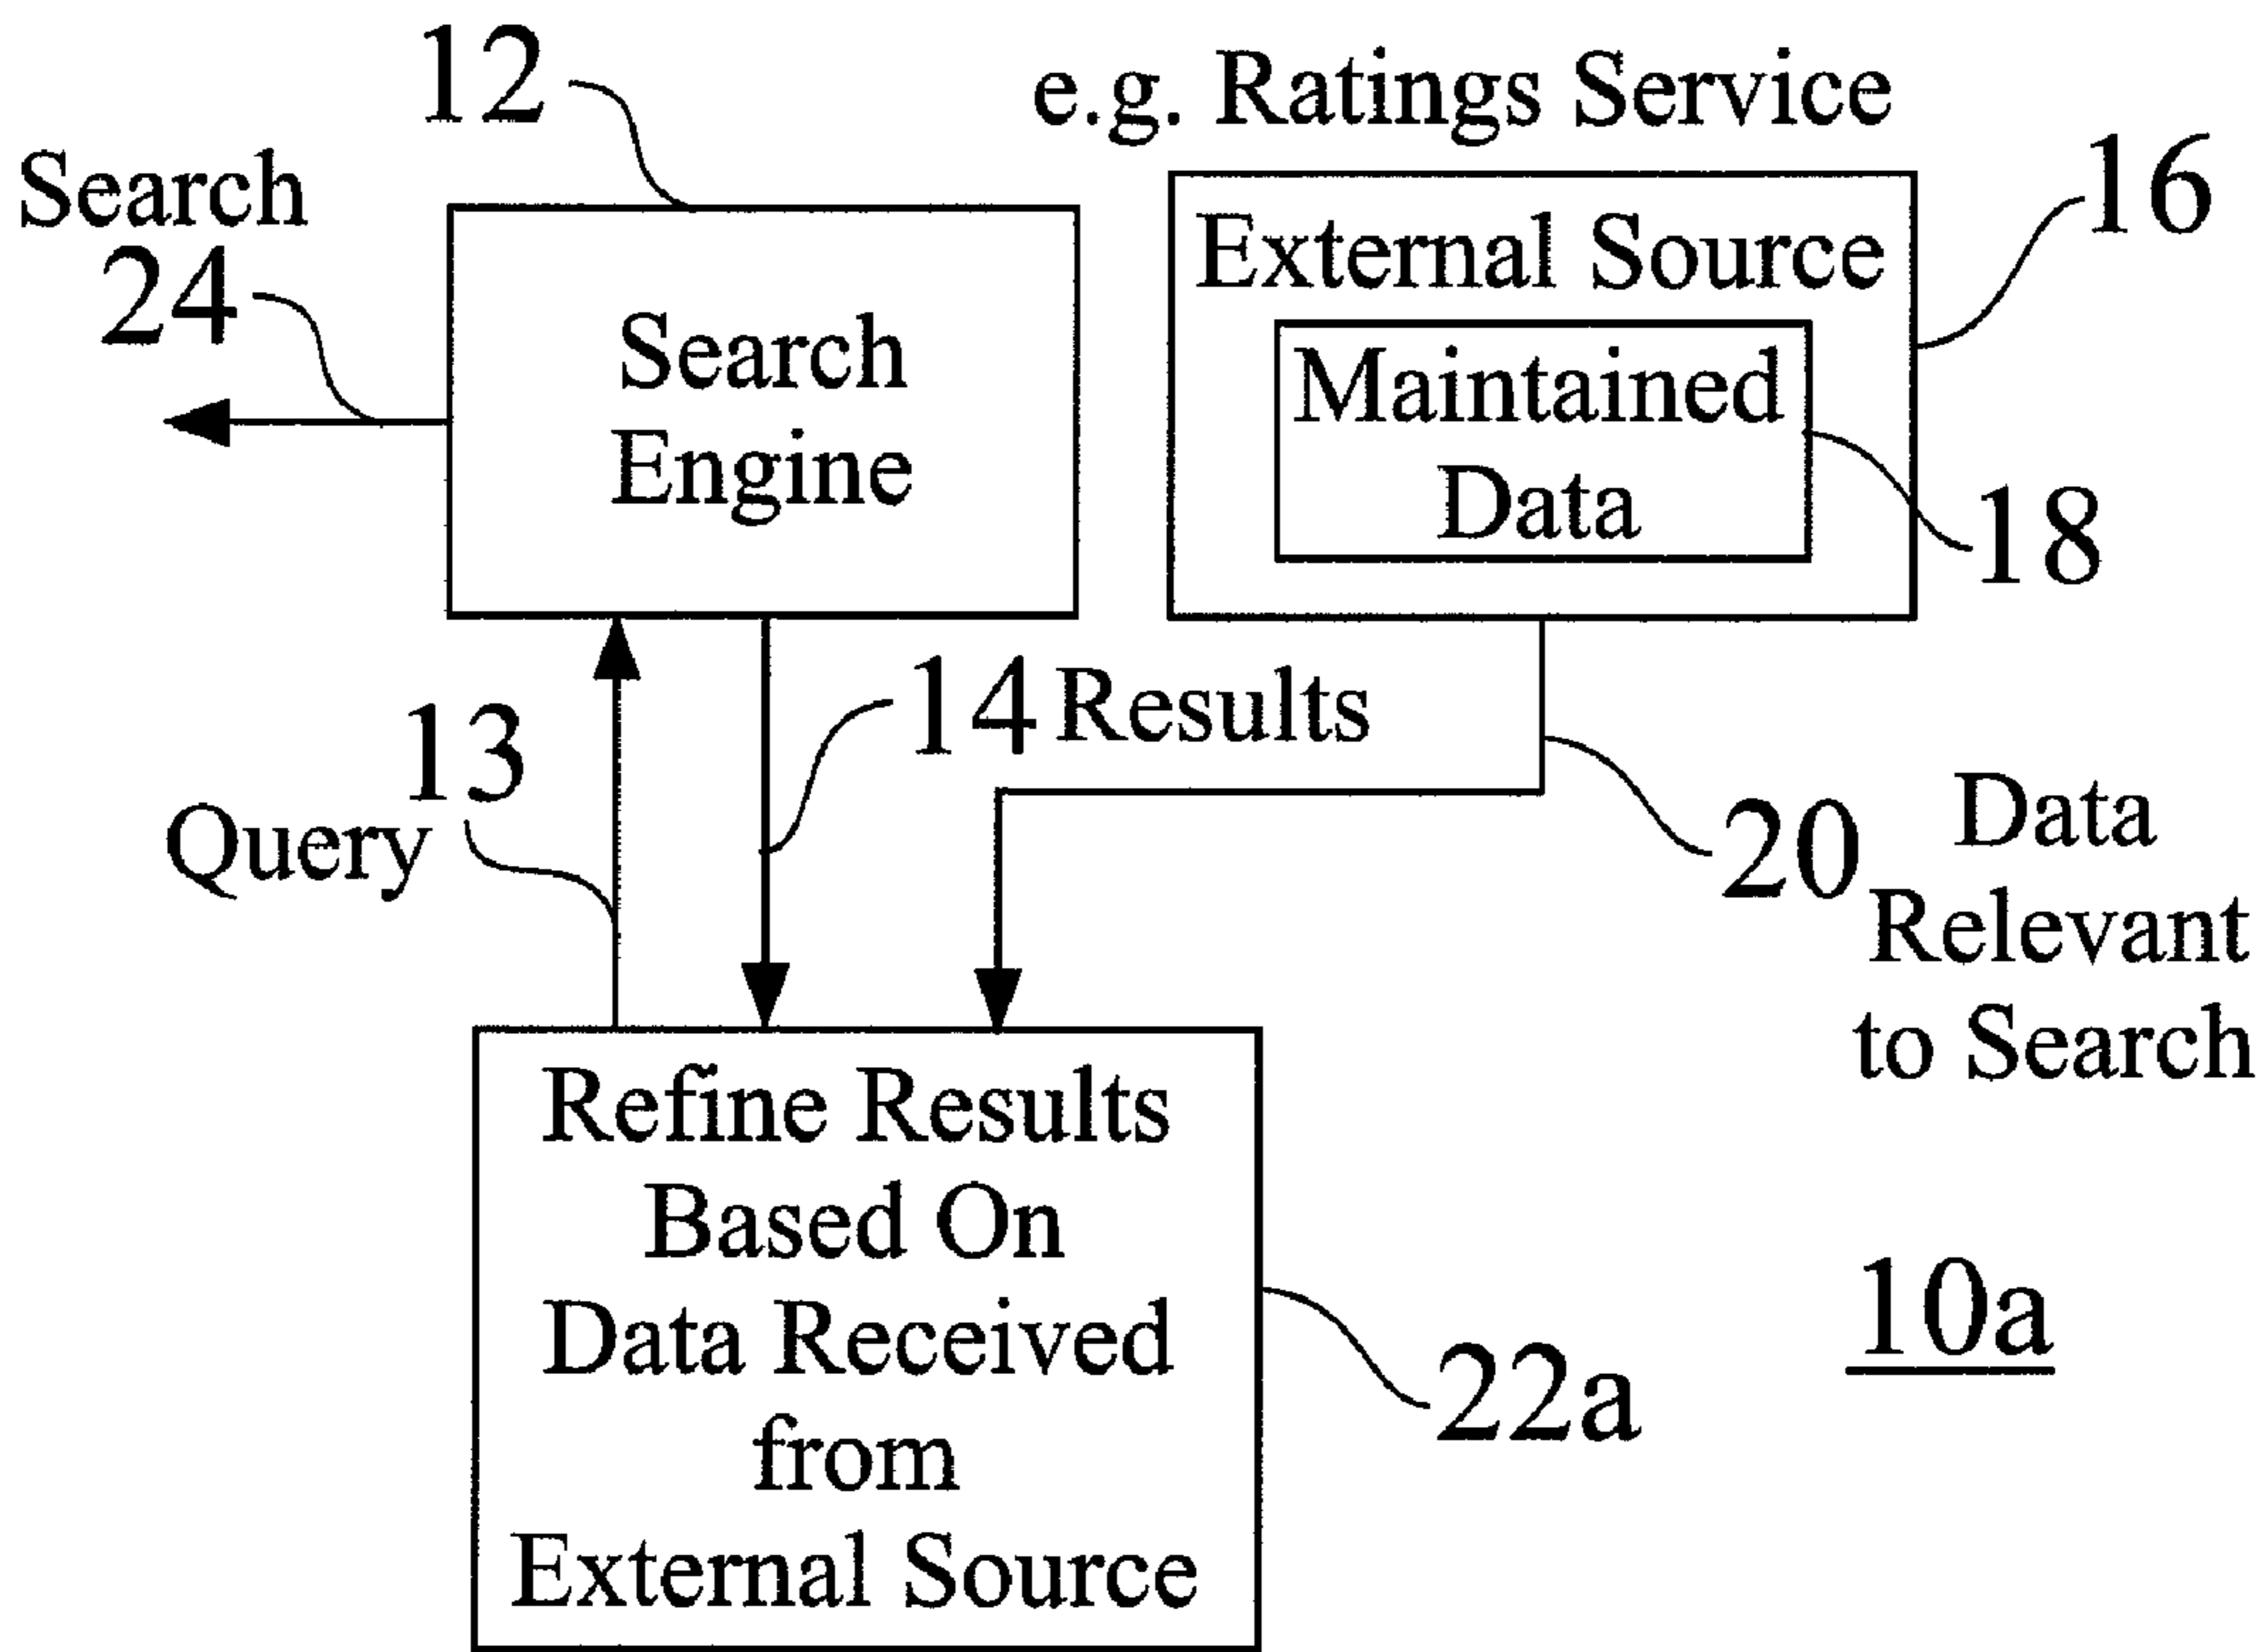 12
e.g. Ratings Service
Search
24
16
Search
Engine
External Source
Maintained
Data
18
13
Query
14 Results
20
Data
Relevant
to Search
Refine Results
Based On
Data Received
from
External Source
22a
10a